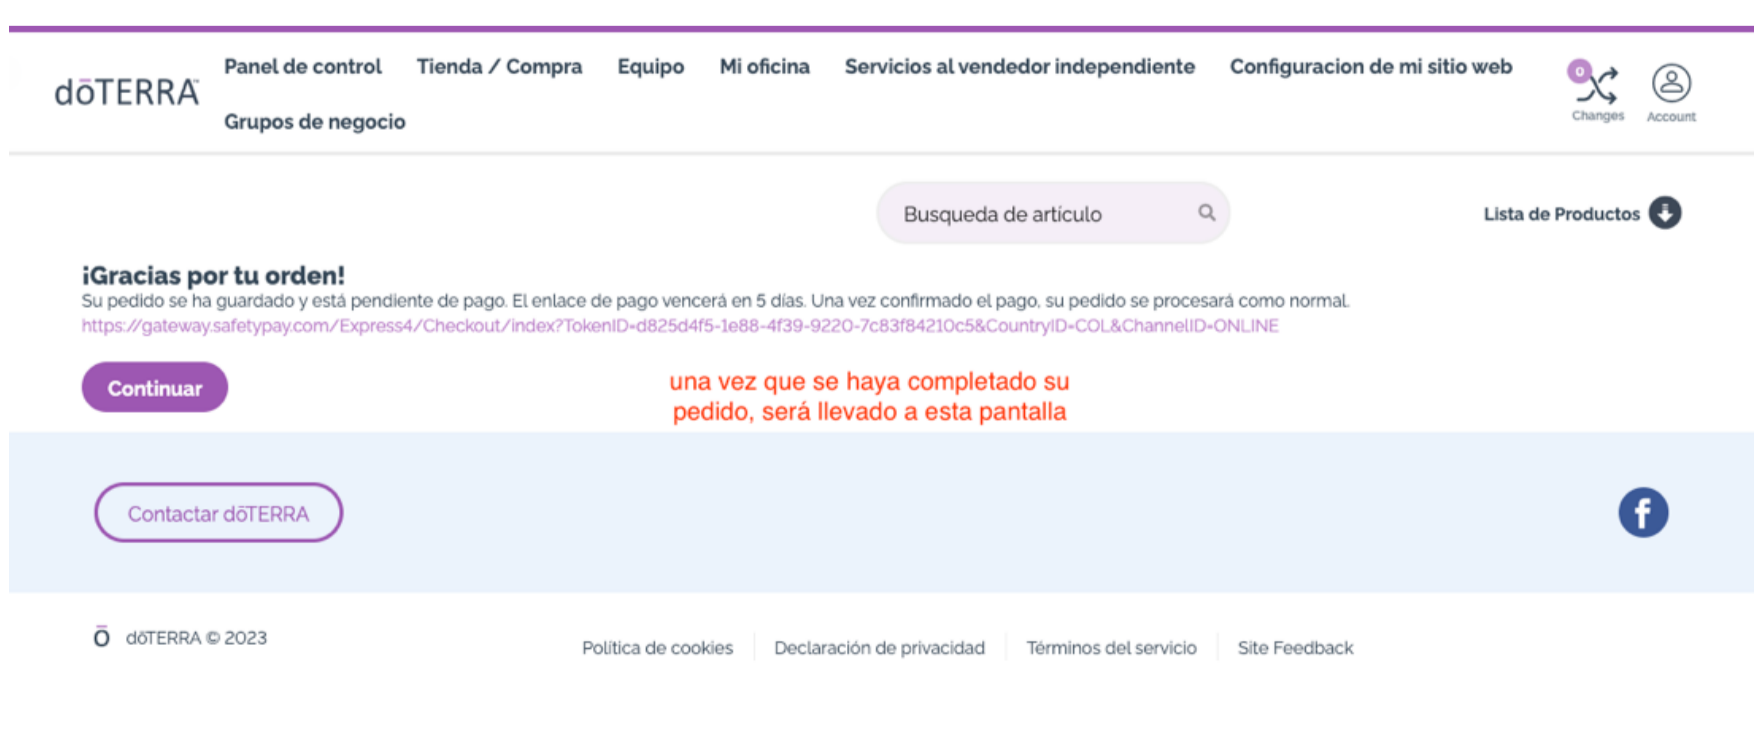 dōTERRA™
Panel de control
Tienda / Compra
Equipo
Mi oficina
Servicios al vendedor independiente
Configuracion de mi sitio web
Grupos de negocio
0
Changes
Account
Busqueda de artículo
Lista de Productos
¡Gracias por tu orden!
Su pedido se ha guardado y está pendiente de pago. El enlace de pago vencerá en 5 días. Una vez confirmado el pago, su pedido se procesará como normal.
https://gateway.safetypay.com/Express4/Checkout/index?TokenID=d825d4f5-1e88-4f39-9220-7c83f84210c5&CountryID=COL&ChannelID=ONLINE
Continuar
una vez que se haya completado su
pedido, será llevado a esta pantalla
Contactar dōTERRA
f
ō dōTERRA © 2023
Política de cookies
Declaración de privacidad
Términos del servicio
Site Feedback